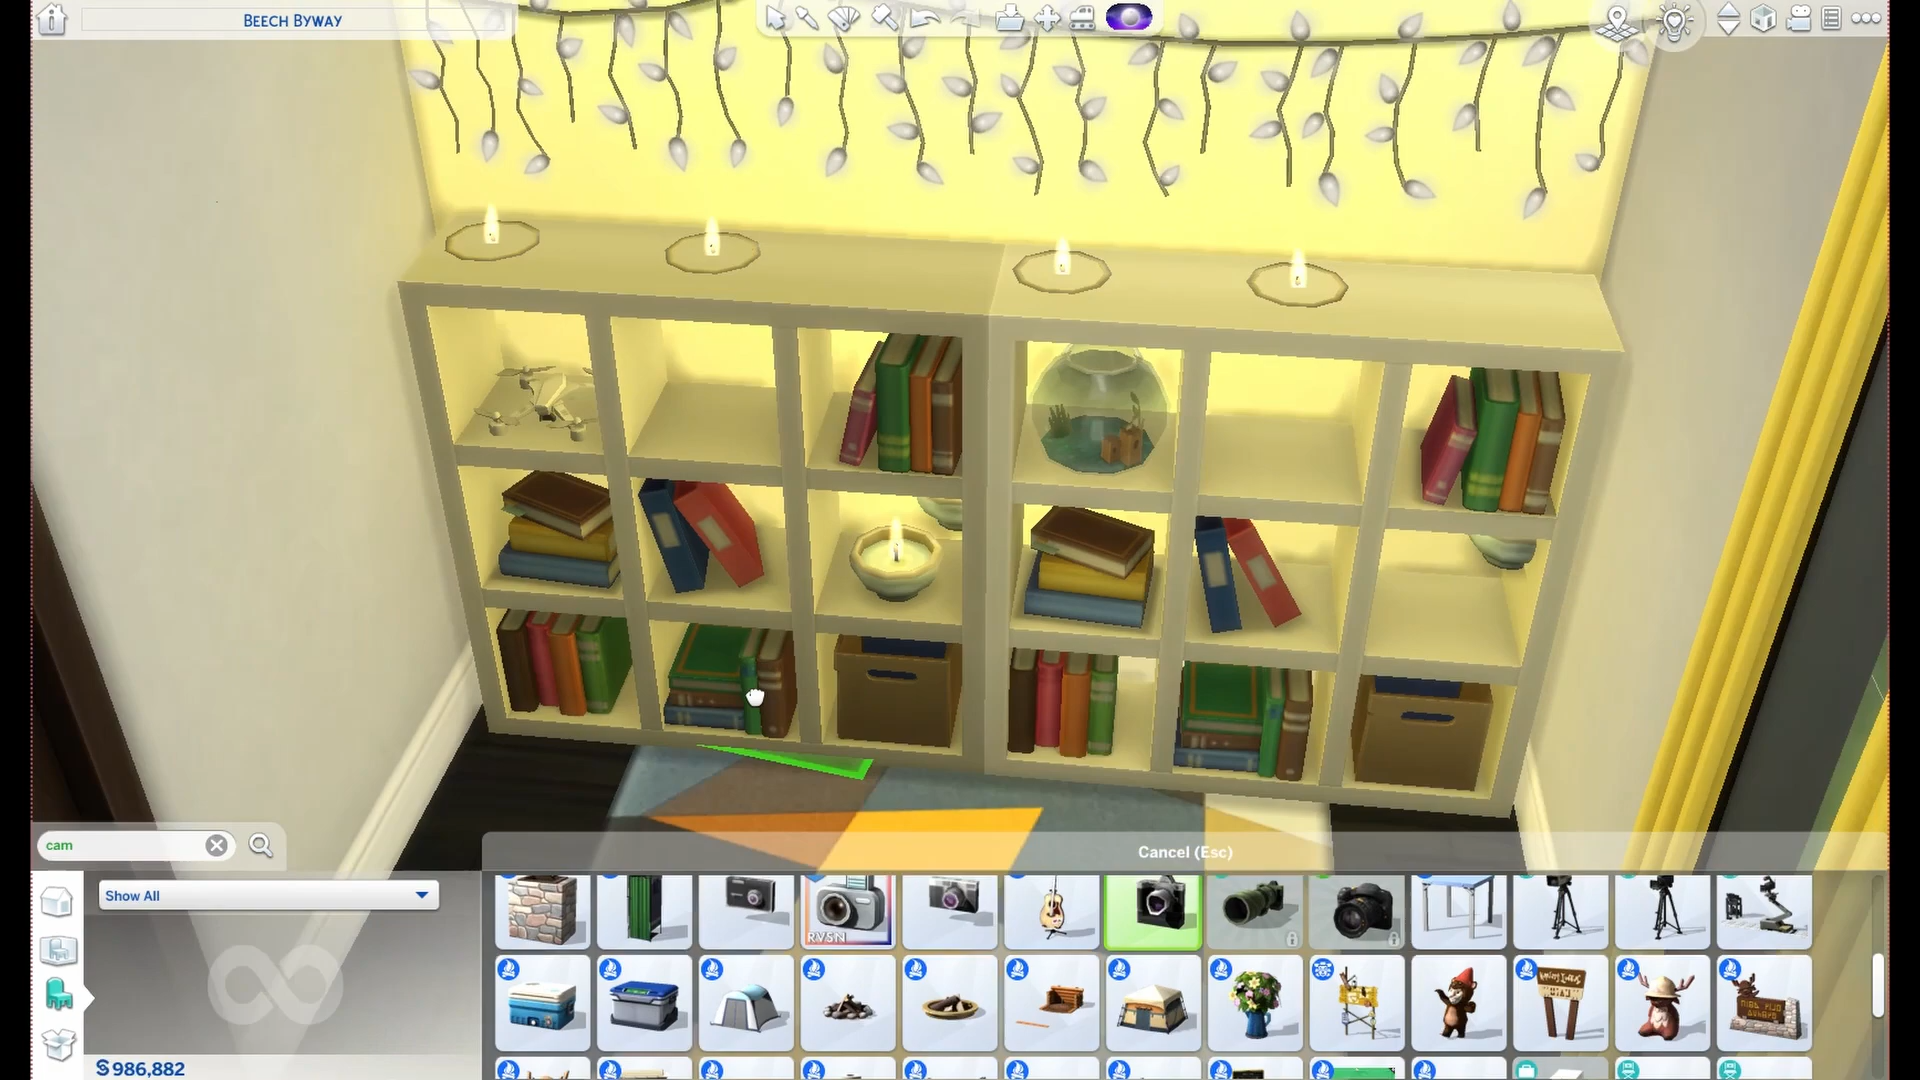 BEECH BYWAY
cam
Cancel (Esc)
Show All
RVSN
§986,882